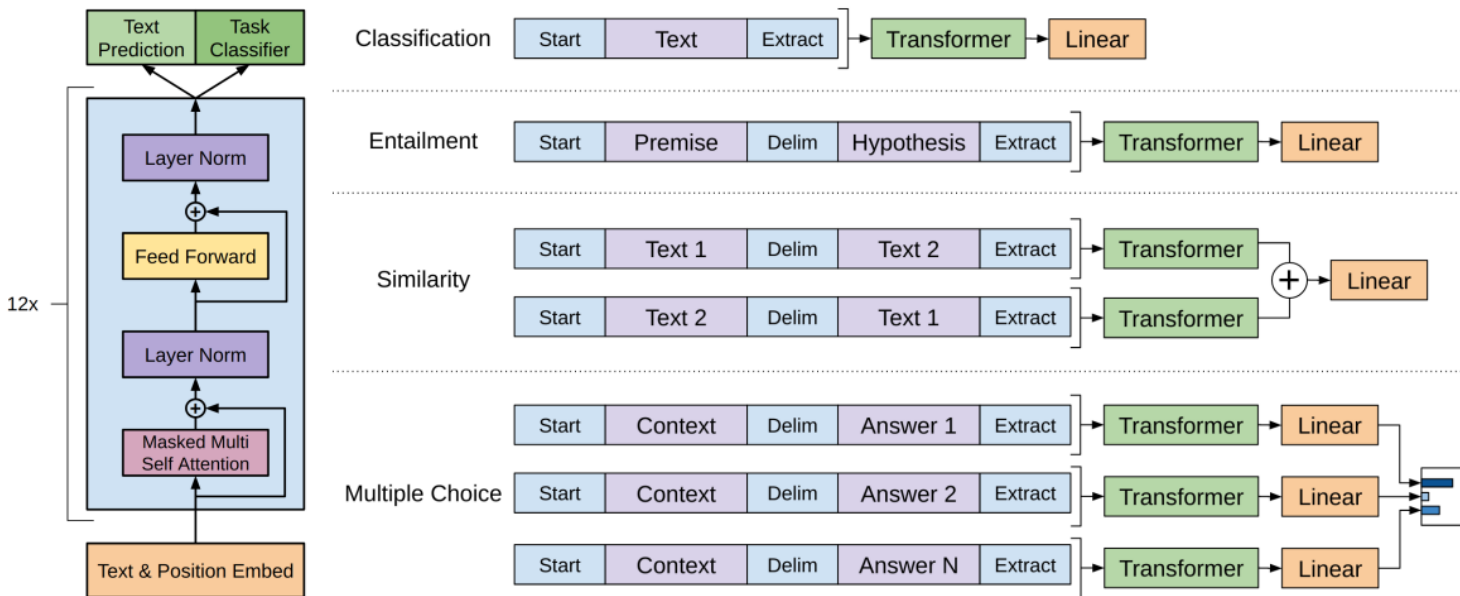 Text
Prediction
Task
Classifier
12x
Layer Norm
+
Feed Forward
Layer Norm
+
Masked Multi
Self Attention
Text & Position Embed
Classification Start Text Extract Transformer Linear
Entailment Start Premise Delim Hypothesis Extract Transformer Linear
Similarity
Start Text 1 Delim Text 2 Extract Transformer
Start Text 2 Delim Text 1 Extract Transformer
+ Linear
Multiple Choice
Start Context Delim Answer 1 Extract Transformer Linear
Start Context Delim Answer 2 Extract Transformer Linear
Start Context Delim Answer N Extract Transformer Linear